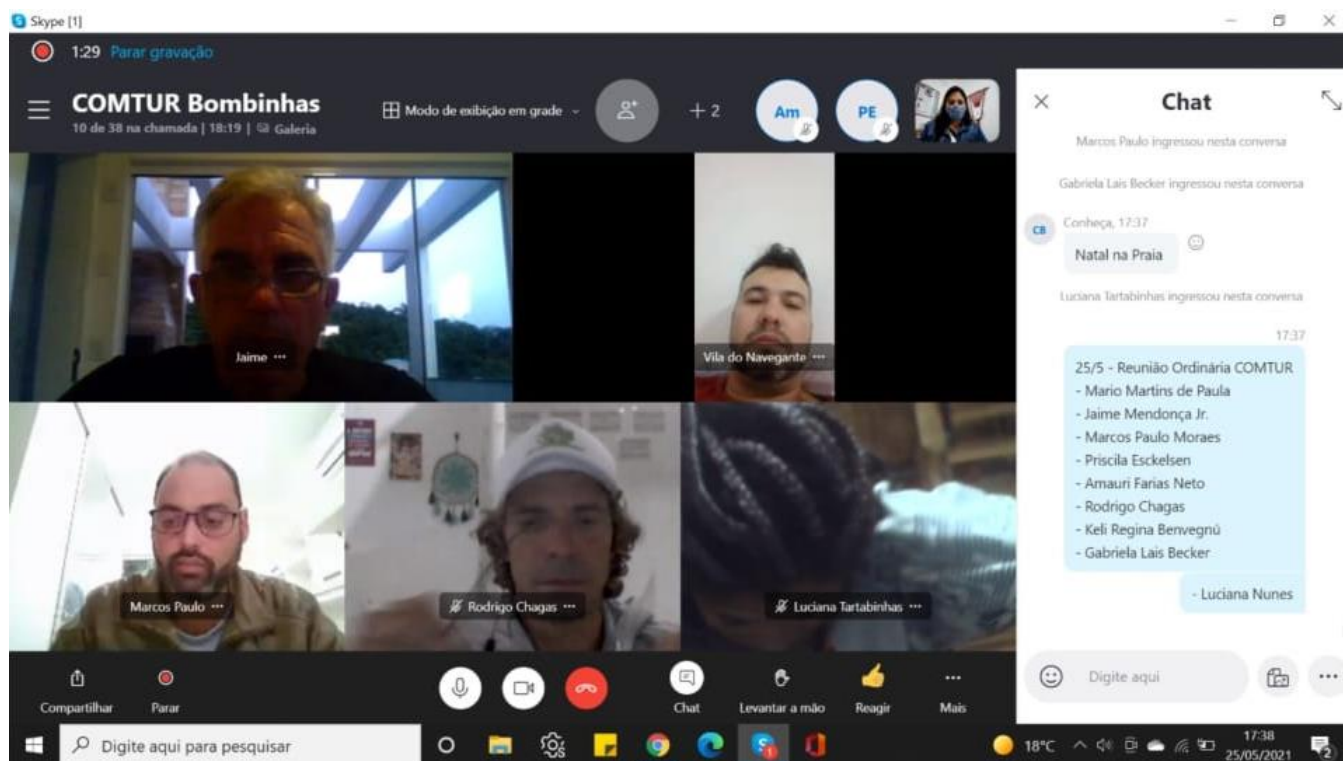 Skype [1]
1:29 Parar gravação
COMTUR Bombinhas
10 de 38 na chamada | 18:19 | Galeria
Modo de exibição em grade
+ 2
Am
PE
Jaime
Vila do Navegante
Marcos Paulo
Rodrigo Chagas
Luciana Tartabinhas
Compartilhar
Parar
Chat
Levantar a mão
Reagir
Mais
Chat
Marcos Paulo ingressou nesta conversa
Gabriela Lais Becker ingressou nesta conversa
CB
Conheça, 17:37
Natal na Praia
Luciana Tartabinhas ingressou nesta conversa
17:37
25/5 - Reunião Ordinária COMTUR
- Mario Martins de Paula
- Jaime Mendonça Jr.
- Marcos Paulo Moraes
- Priscila Esckelsen
- Amauri Farias Neto
- Rodrigo Chagas
- Keli Regina Benvegnú
- Gabriela Lais Becker
- Luciana Nunes
Digite aqui
Digite aqui para pesquisar
18°C
17:38
25/05/2021
2